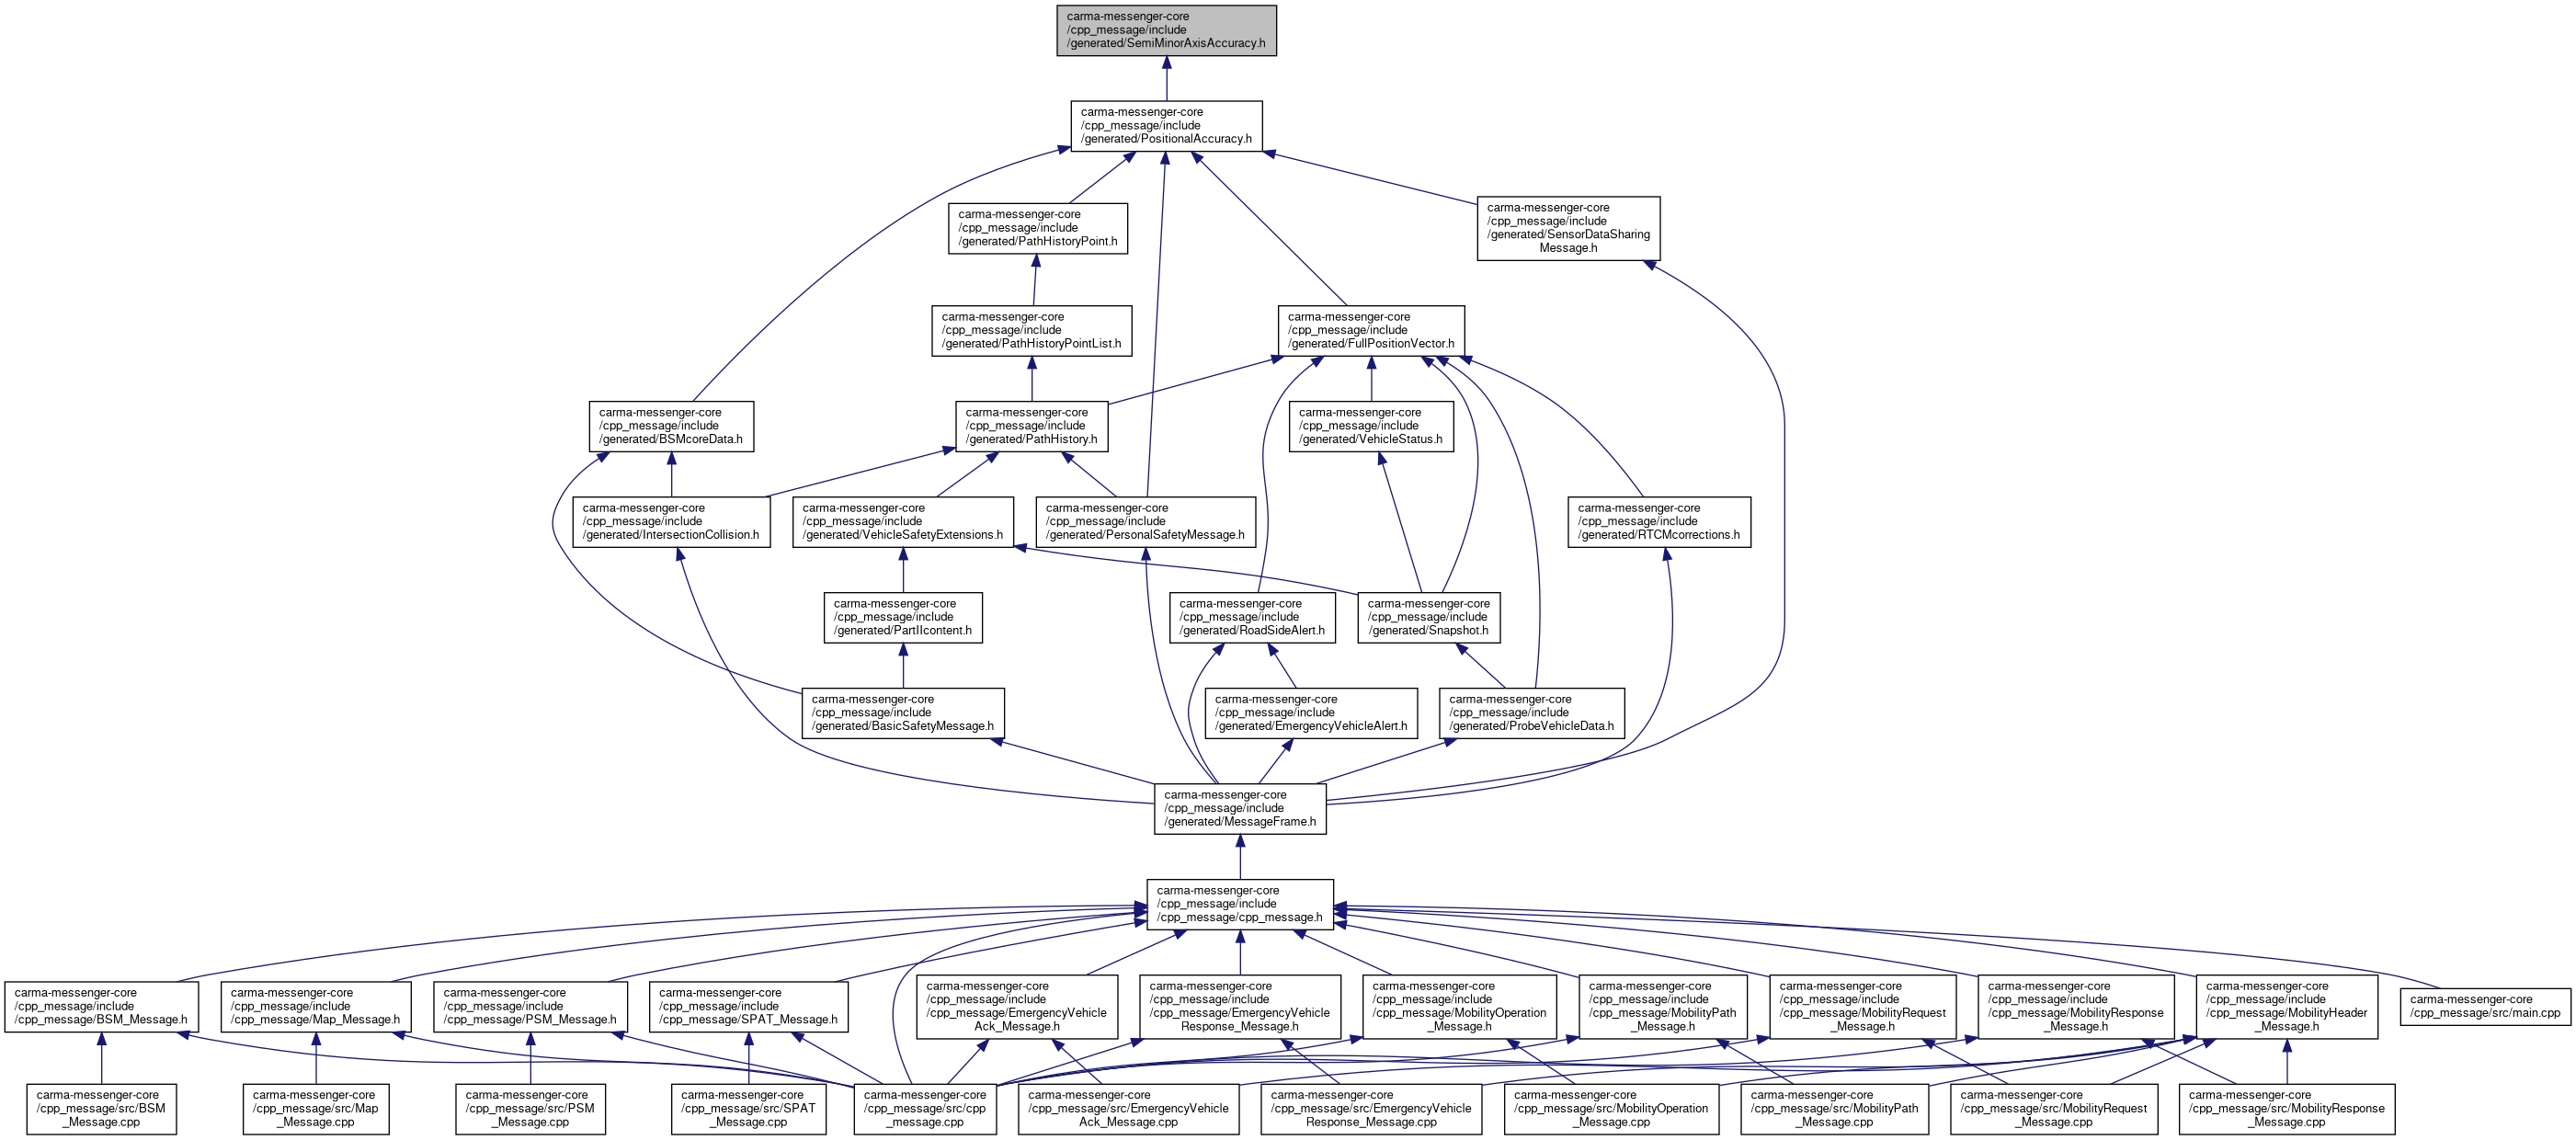 carma-messenger-core
/cpp_message/include
/generated/SemiMinorAxisAccuracy.h
carma-messenger-core
/cpp_message/include
/generated/PositionalAccuracy.h
carma-messenger-core
/cpp_message/include
/generated/PathHistoryPoint.h
carma-messenger-core
/cpp_message/include
/generated/SensorDataSharing
Message.h
carma-messenger-core
/cpp_message/include
/generated/PathHistoryPointList.h
carma-messenger-core
/cpp_message/include
/generated/FullPositionVector.h
carma-messenger-core
/cpp_message/include
/generated/BSMcoreData.h
carma-messenger-core
/cpp_message/include
/generated/PathHistory.h
carma-messenger-core
/cpp_message/include
/generated/VehicleStatus.h
carma-messenger-core
/cpp_message/include
/generated/IntersectionCollision.h
carma-messenger-core
/cpp_message/include
/generated/VehicleSafetyExtensions.h
carma-messenger-core
/cpp_message/include
/generated/PersonalSafetyMessage.h
carma-messenger-core
/cpp_message/include
/generated/RTCMcorrections.h
carma-messenger-core
/cpp_message/include
/generated/PartIIcontent.h
carma-messenger-core
/cpp_message/include
/generated/RoadSideAlert.h
carma-messenger-core
/cpp_message/include
/generated/Snapshot.h
carma-messenger-core
/cpp_message/include
/generated/BasicSafetyMessage.h
carma-messenger-core
/cpp_message/include
/generated/EmergencyVehicleAlert.h
carma-messenger-core
/cpp_message/include
/generated/ProbeVehicleData.h
carma-messenger-core
/cpp_message/include
/generated/MessageFrame.h
carma-messenger-core
/cpp_message/include
/cpp_message/cpp_message.h
carma-messenger-core
/cpp_message/include
/cpp_message/BSM_Message.h
carma-messenger-core
/cpp_message/include
/cpp_message/Map_Message.h
carma-messenger-core
/cpp_message/include
/cpp_message/PSM_Message.h
carma-messenger-core
/cpp_message/include
/cpp_message/SPAT_Message.h
carma-messenger-core
/cpp_message/include
/cpp_message/EmergencyVehicle
Ack_Message.h
carma-messenger-core
/cpp_message/include
/cpp_message/EmergencyVehicle
Response_Message.h
carma-messenger-core
/cpp_message/include
/cpp_message/MobilityOperation
_Message.h
carma-messenger-core
/cpp_message/include
/cpp_message/MobilityPath
_Message.h
carma-messenger-core
/cpp_message/include
/cpp_message/MobilityRequest
_Message.h
carma-messenger-core
/cpp_message/include
/cpp_message/MobilityResponse
_Message.h
carma-messenger-core
/cpp_message/include
/cpp_message/MobilityHeader
_Message.h
carma-messenger-core
/cpp_message/src/main.cpp
carma-messenger-core
/cpp_message/src/BSM
_Message.cpp
carma-messenger-core
/cpp_message/src/Map
_Message.cpp
carma-messenger-core
/cpp_message/src/PSM
_Message.cpp
carma-messenger-core
/cpp_message/src/SPAT
_Message.cpp
carma-messenger-core
/cpp_message/src/cpp
_message.cpp
carma-messenger-core
/cpp_message/src/EmergencyVehicle
Ack_Message.cpp
carma-messenger-core
/cpp_message/src/EmergencyVehicle
Response_Message.cpp
carma-messenger-core
/cpp_message/src/MobilityOperation
_Message.cpp
carma-messenger-core
/cpp_message/src/MobilityPath
_Message.cpp
carma-messenger-core
/cpp_message/src/MobilityRequest
_Message.cpp
carma-messenger-core
/cpp_message/src/MobilityResponse
_Message.cpp